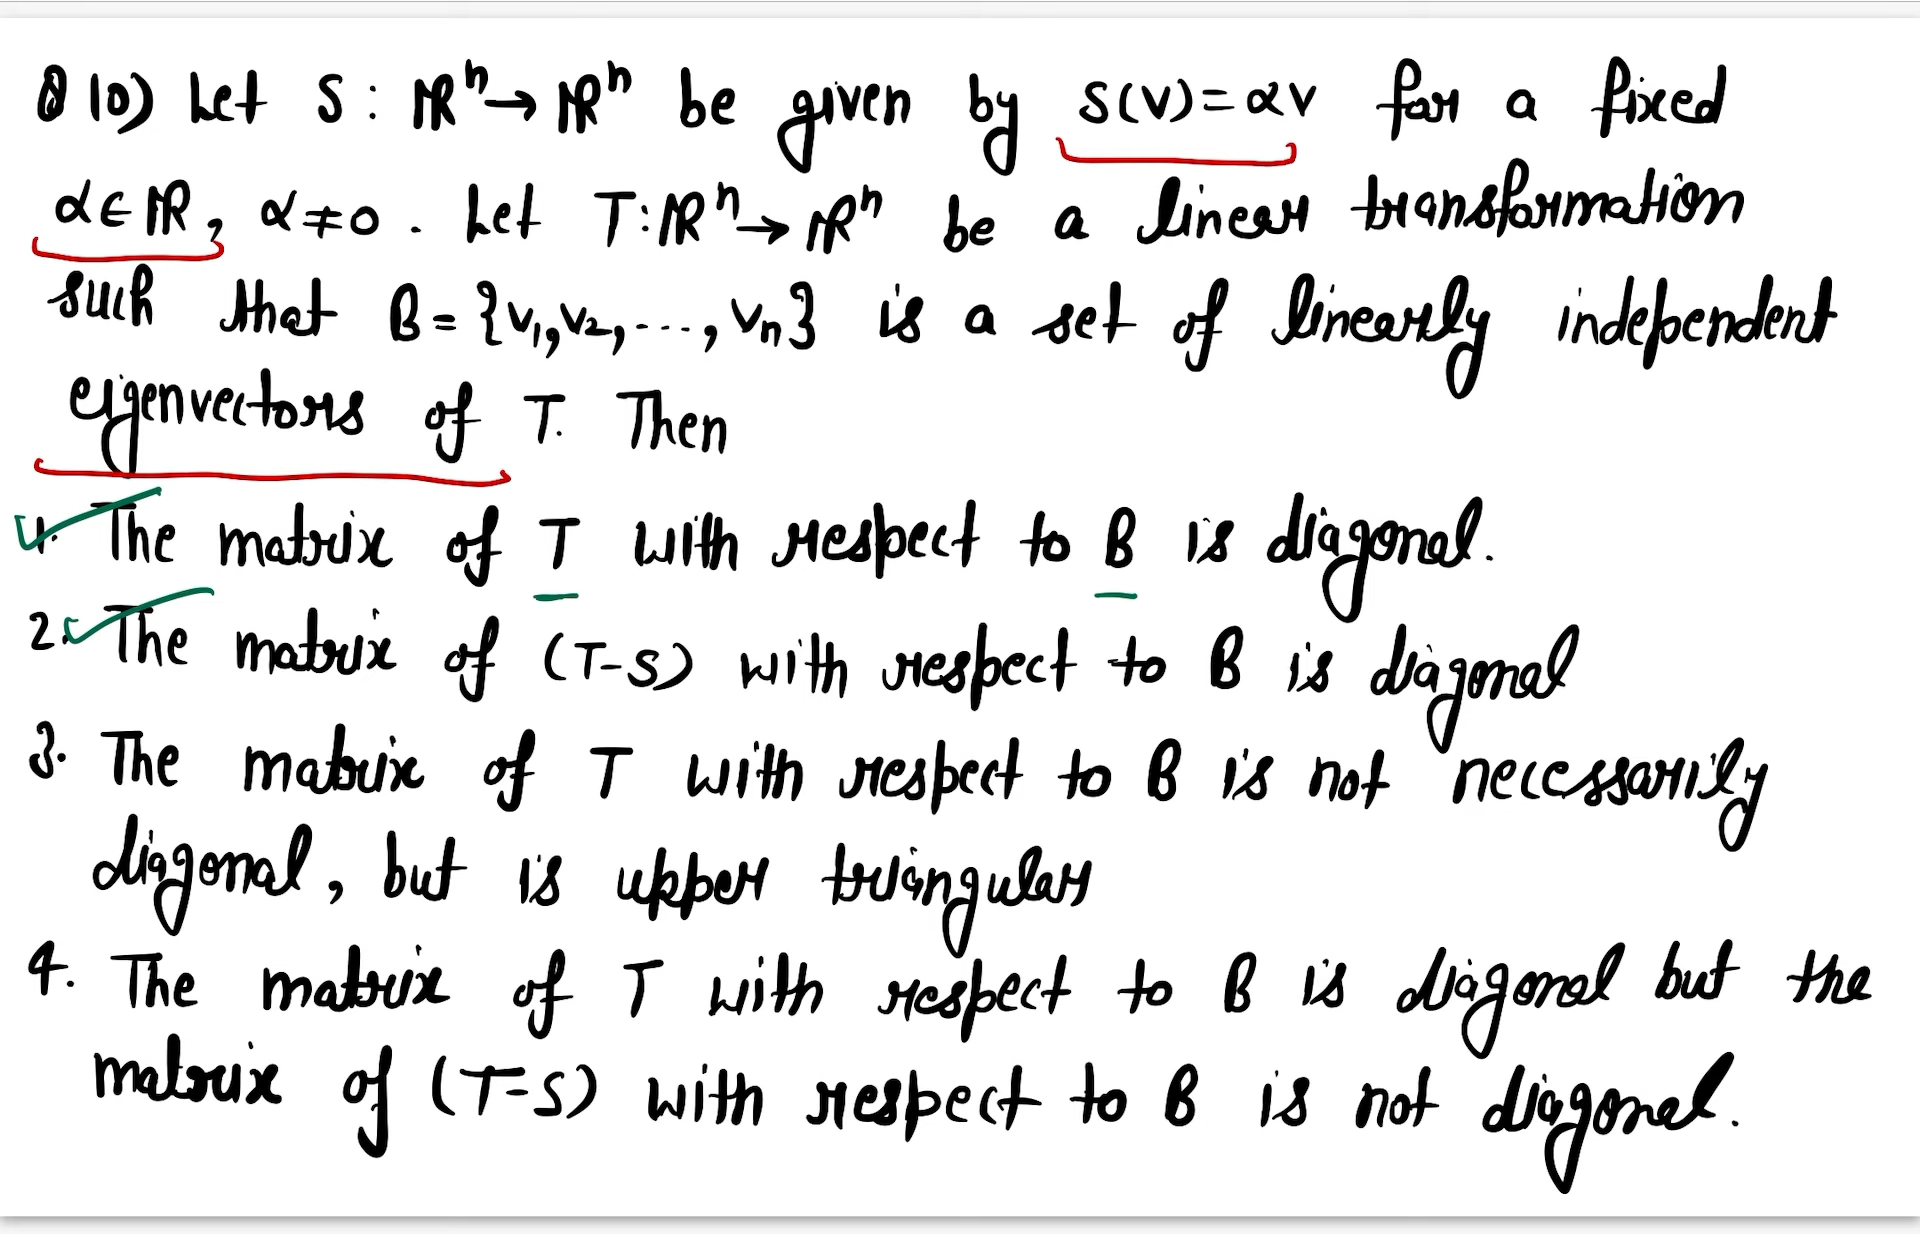 Q 10) Let S : ℝⁿ → ℝⁿ be given by S(V) = αV for a fixed
α ∈ ℝ, α ≠ 0 . Let T : ℝⁿ → ℝⁿ be a linear transformation
such that B = {v₁, v₂, ..., vₙ} is a set of linearly independent
eigenvectors of T. Then
1. The matrix of T with respect to B is diagonal.
2. The matrix of (T-S) with respect to B is diagonal
3. The matrix of T with respect to B is not necessarily
diagonal, but is upper triangular
4. The matrix of T with respect to B is diagonal but the
matrix of (T-S) with respect to B is not diagonal.